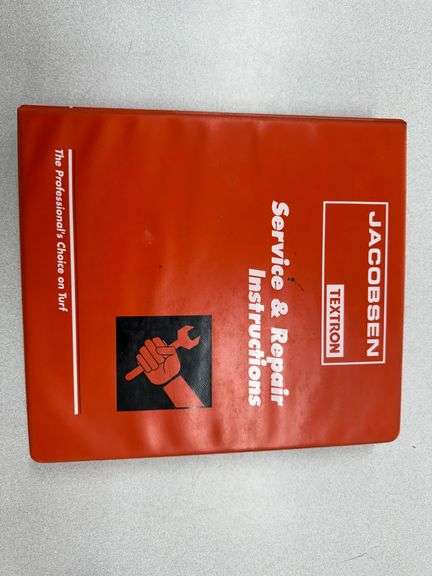 JACOBSEN
TEXTRON
Service & Repair
Instructions
The Professional's Choice on Turf